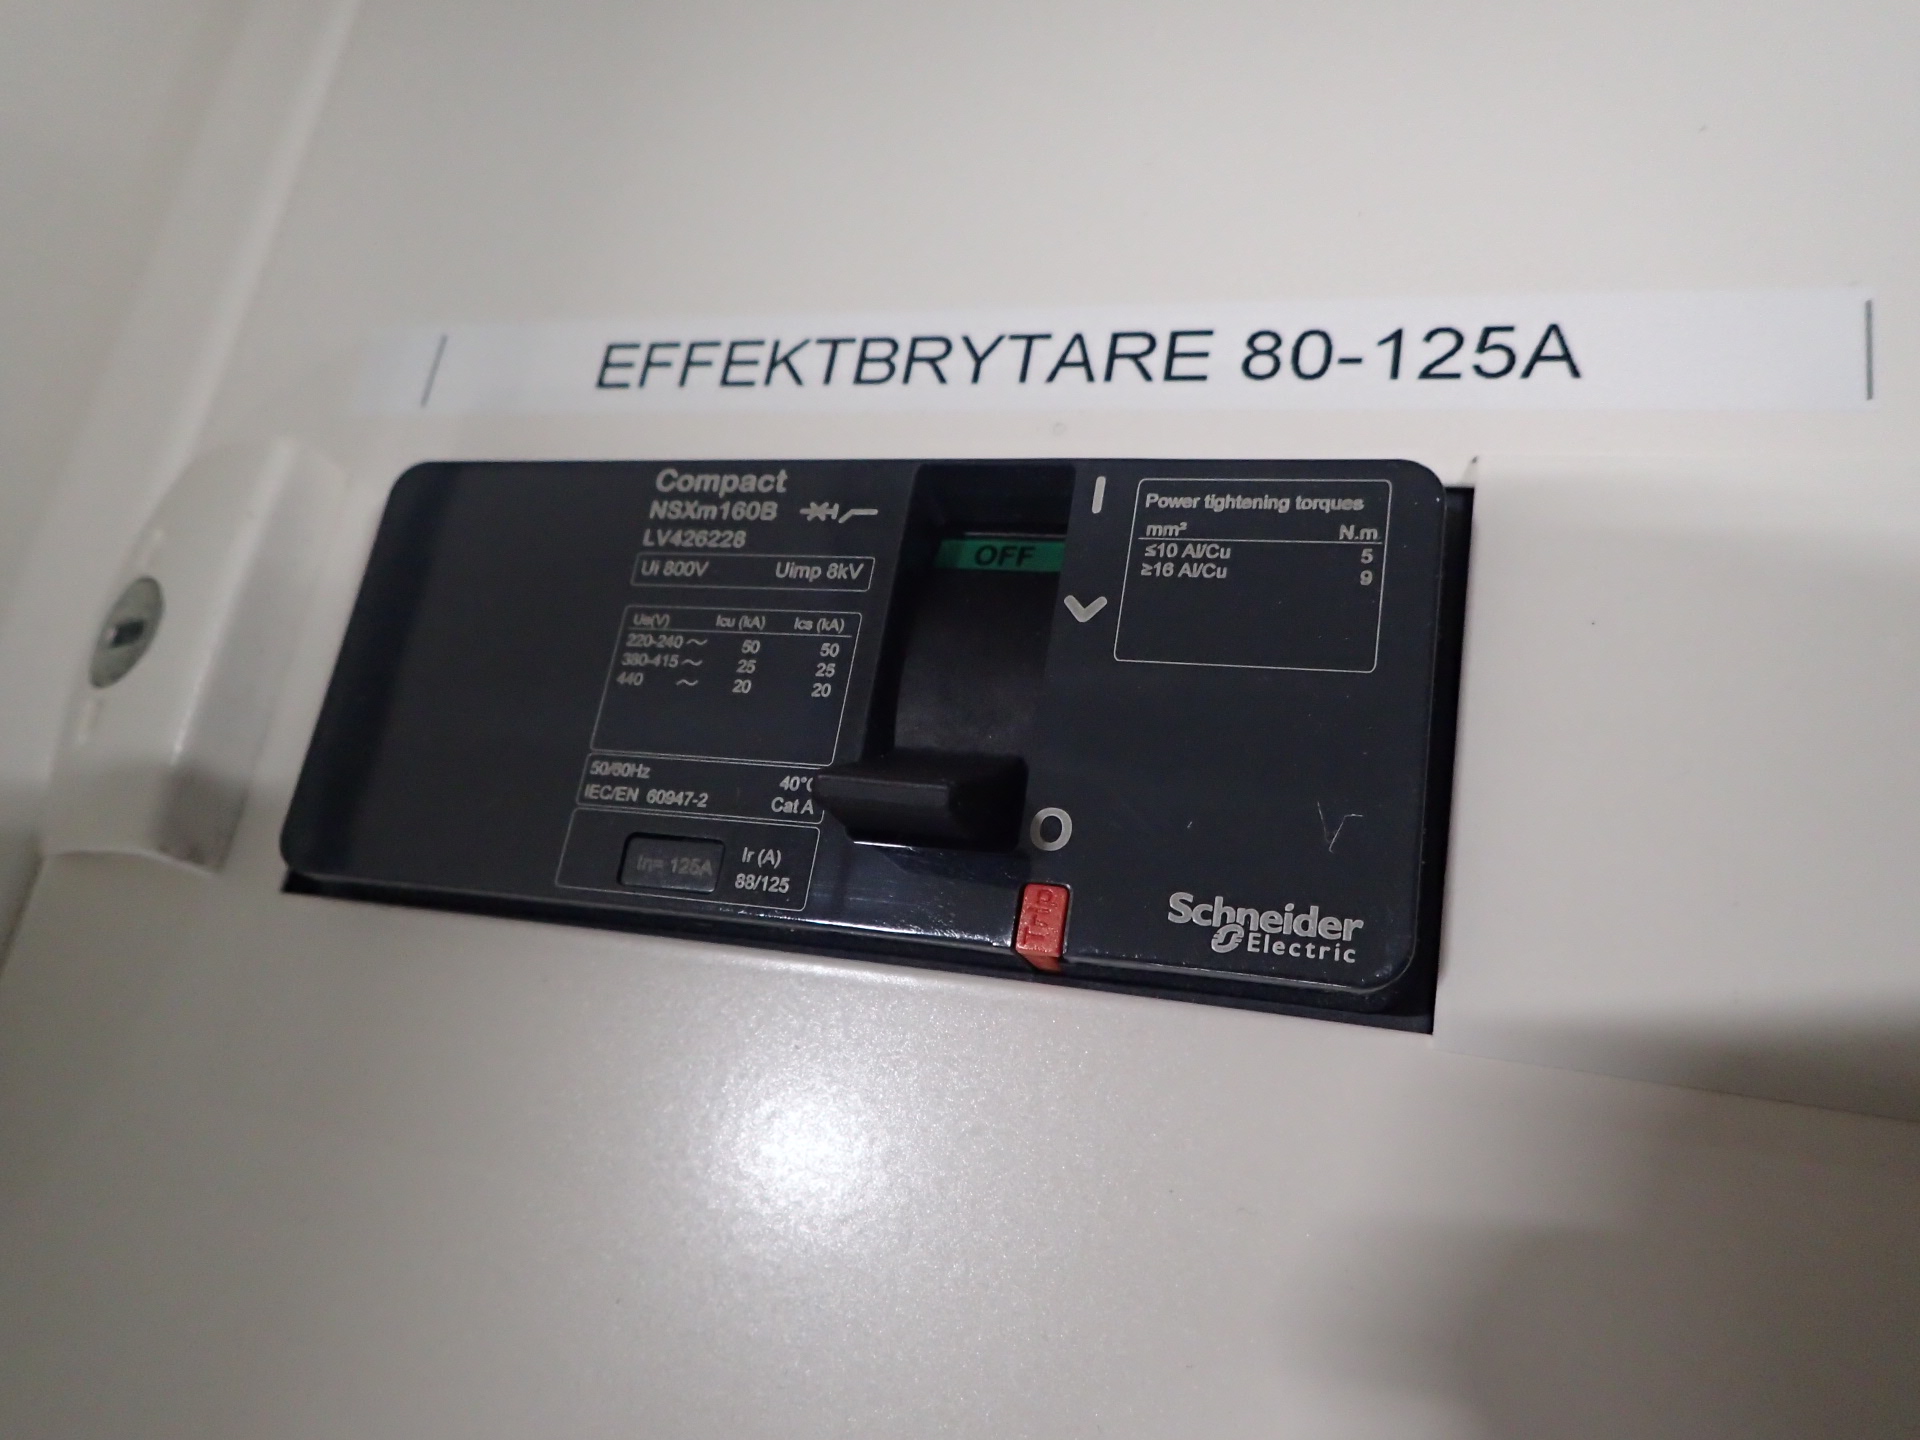 EFFEKTBRYTARE 80-125A
Compact
NSXm160B
LV426228
Ui 800V Uimp 8kV
Ue(V) Icu (kA) Ics (kA)
220-240 ~ 50 50
380-415 ~ 25 25
440 ~ 20 20
50/60Hz 40°C
IEC/EN 60947-2 Cat A
In= 125A Ir (A)
88/125
OFF
I
O
Trip
Power tightening torques
mm² N.m
≤10 Al/Cu 5
≥16 Al/Cu 9
Schneider
Electric